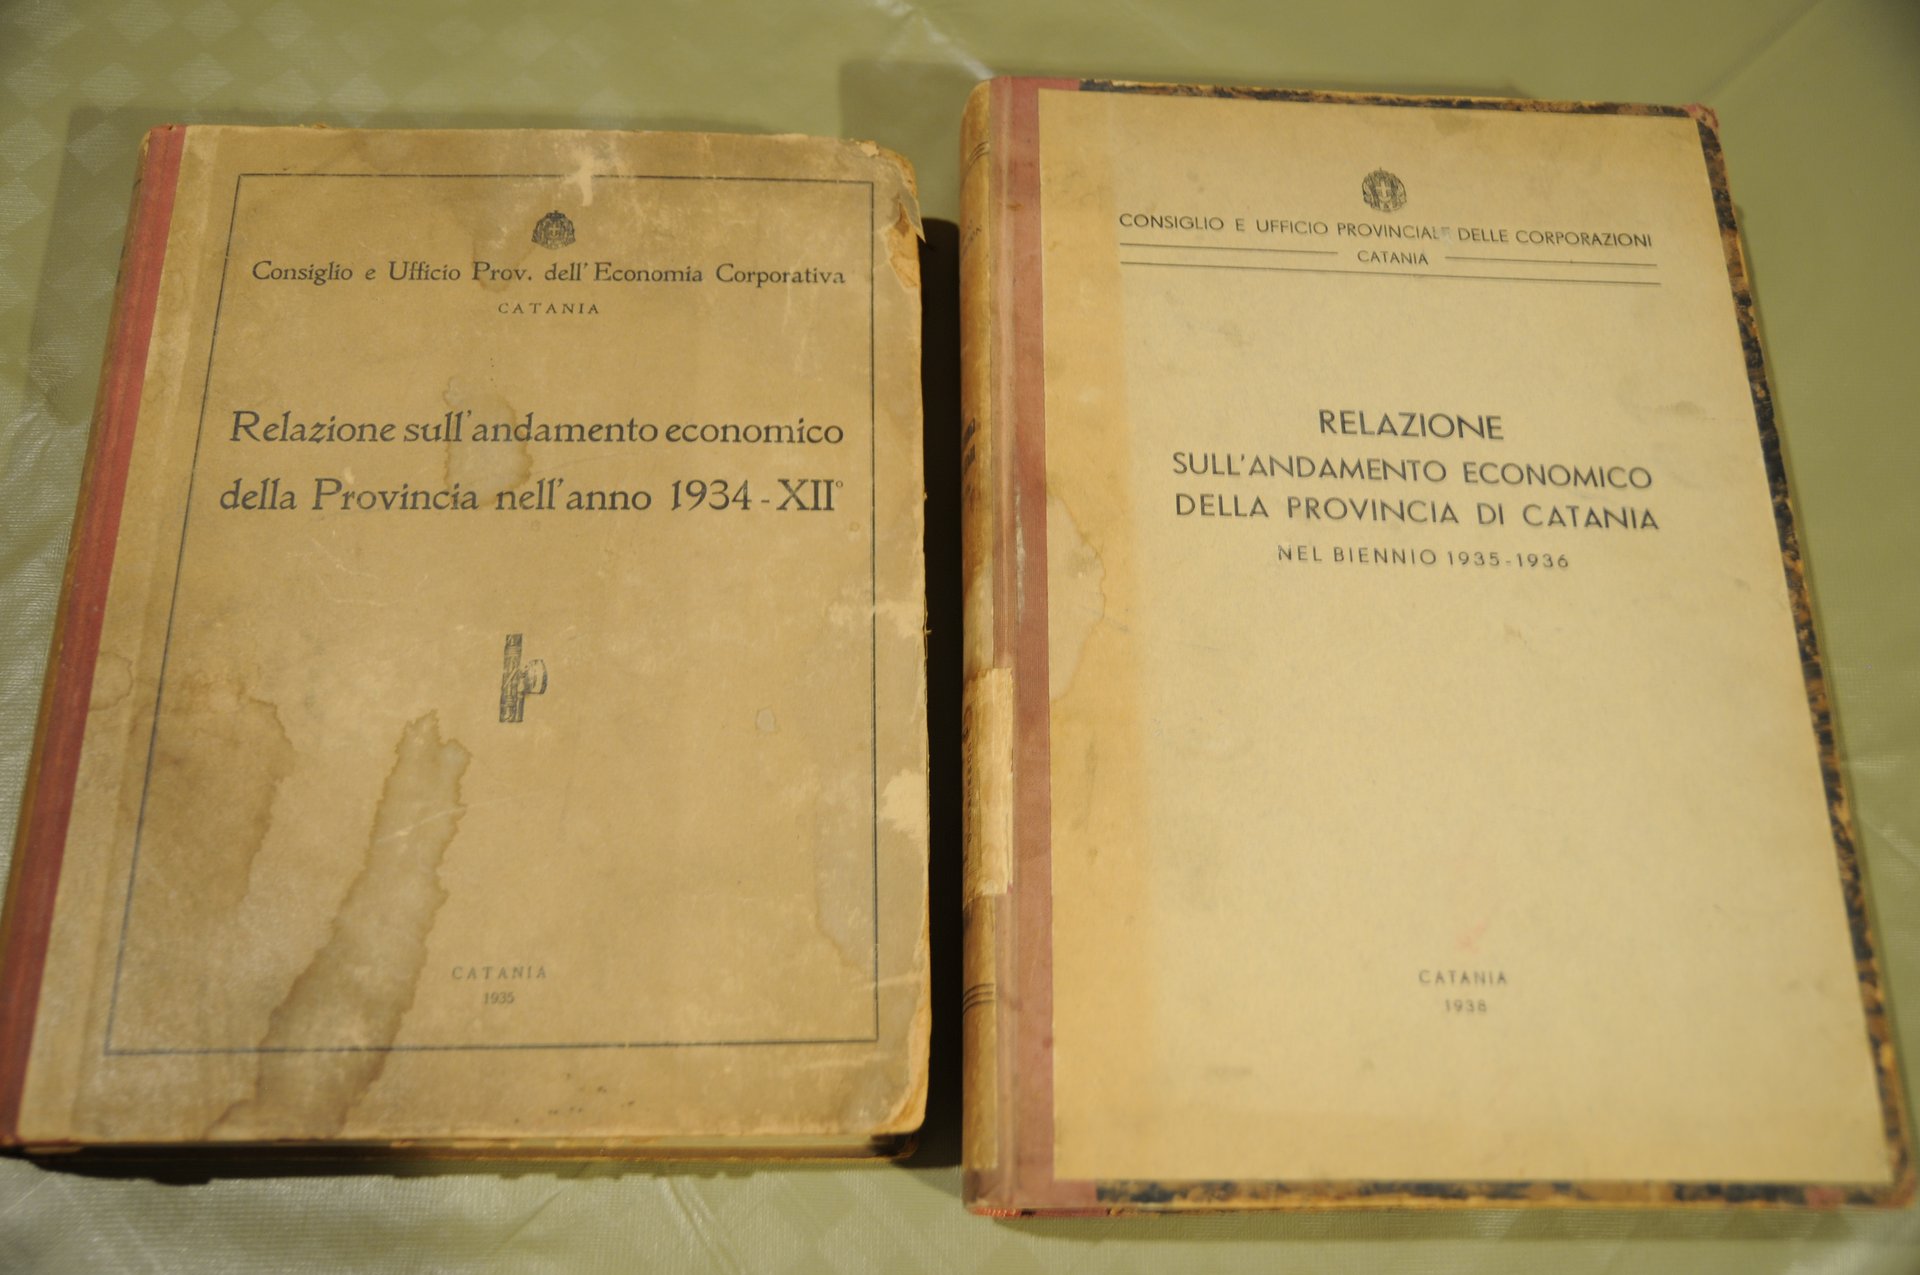 Consiglio e Ufficio Prov. dell'Economia Corporativa
CATANIA
Relazione sull'andamento economico
della Provincia nell'anno 1934 - XII°
CATANIA
1935
CONSIGLIO E UFFICIO PROVINCIALE DELLE CORPORAZIONI
CATANIA
RELAZIONE
SULL'ANDAMENTO ECONOMICO
DELLA PROVINCIA DI CATANIA
NEL BIENNIO 1935-1936
CATANIA
1938